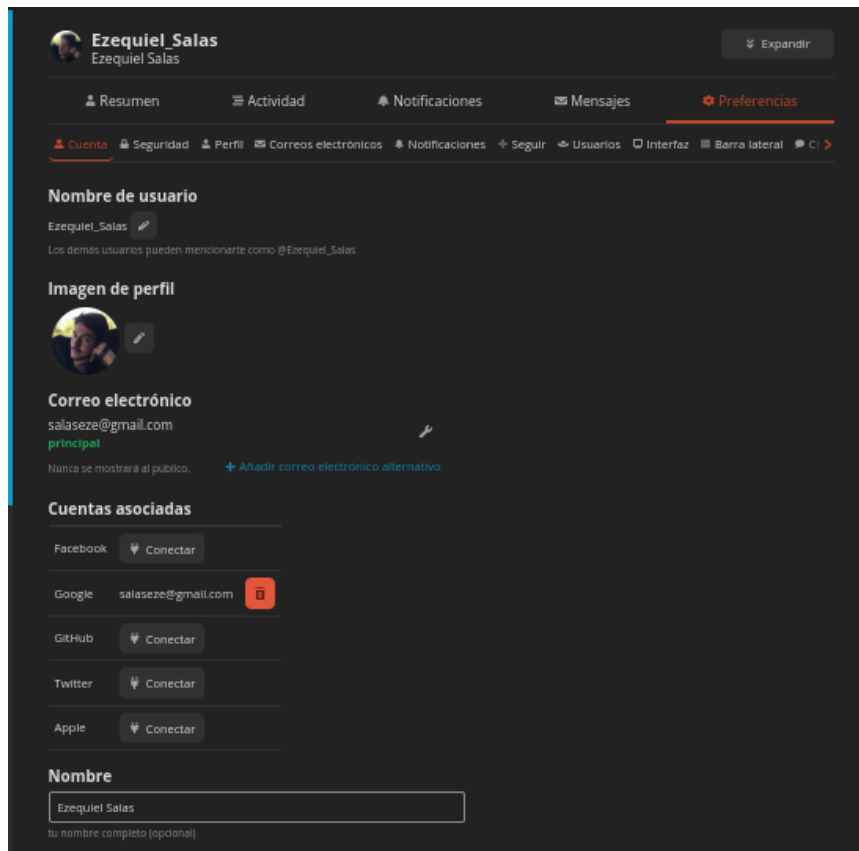 Ezequiel_Salas
Ezequiel Salas
Expandir
Resumen Actividad Notificaciones Mensajes Preferencias
Cuenta Seguridad Perfil Correos electrónicos Notificaciones Seguir Usuarios Interfaz Barra lateral
Nombre de usuario
Ezequiel_Salas
Los demás usuarios pueden mencionarte como @Ezequiel_Salas
Imagen de perfil
Correo electrónico
salaseze@gmail.com
principal
Nunca se mostrará al público. Añadir correo electrónico alternativo
Cuentas asociadas
Facebook Conectar
Google salaseze@gmail.com
GitHub Conectar
Twitter Conectar
Apple Conectar
Nombre
Ezequiel Salas
tu nombre completo (opcional)